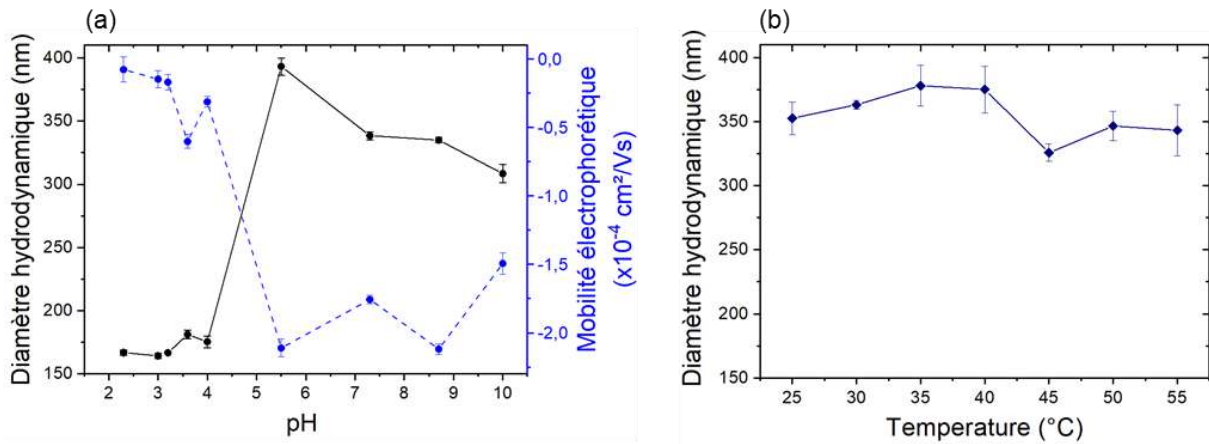 (a)
Diamètre hydrodynamique (nm)
400
350
300
250
200
150
2 3 4 5 6 7 8 9 10
pH
0,0
-0,5
-1,0
-1,5
-2,0
Mobilité électrophorétique
(x10⁻⁴ cm²/Vs)
(b)
Diamètre hydrodynamique (nm)
400
350
300
250
200
150
25 30 35 40 45 50 55
Temperature (°C)